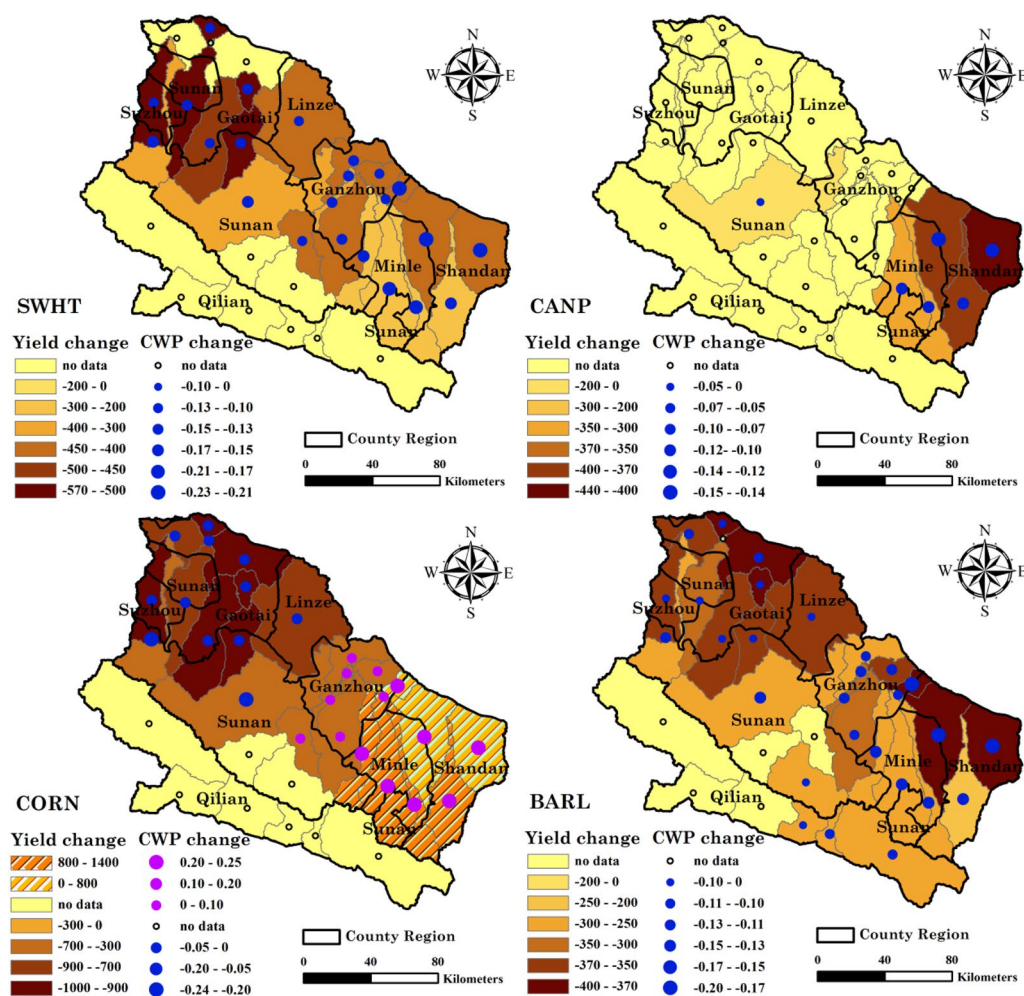 N
W E
S
Sunan
Suzhou
Gaotai
Linze
Ganzhou
Sunan
Minle
Shandan
Qilian
Sunan
SWHT
Yield change CWP change
no data no data
-200 - 0 -0.10 - 0
-300 - -200 -0.13 - -0.10
-400 - -300 -0.15 - -0.13
-450 - -400 -0.17 - -0.15
-500 - -450 -0.21 - -0.17
-570 - -500 -0.23 - -0.21
County Region
0 40 80
Kilometers
N
W E
S
Sunan
Suzhou
Gaotai
Linze
Ganzhou
Sunan
Minle
Shandan
Qilian
Sunan
CANP
Yield change CWP change
no data no data
-200 - 0 -0.05 - 0
-300 - -200 -0.07 - -0.05
-350 - -300 -0.10 - -0.07
-370 - -350 -0.12- -0.10
-400 - -370 -0.14 - -0.12
-440 - -400 -0.15 - -0.14
County Region
0 40 80
Kilometers
N
W E
S
Sunan
Suzhou
Gaotai
Linze
Ganzhou
Sunan
Minle
Shandan
Qilian
Sunan
CORN
Yield change CWP change
800 - 1400 0.20 - 0.25
0 - 800 0.10 - 0.20
no data 0 - 0.10
-300 - 0 no data
-700 - -300 -0.05 - 0
-900 - -700 -0.20 - -0.05
-1000 - -900 -0.24 - -0.20
County Region
0 40 80
Kilometers
N
W E
S
Sunan
Suzhou
Gaotai
Linze
Ganzhou
Sunan
Minle
Shandan
Qilian
Sunan
BARL
Yield change CWP change
no data no data
-200 - 0 -0.10 - 0
-250 - -200 -0.11 - -0.10
-300 - -250 -0.13 - -0.11
-350 - -300 -0.15 - -0.13
-370 - -350 -0.17 - -0.15
-400 - -370 -0.20 - -0.17
County Region
0 40 80
Kilometers